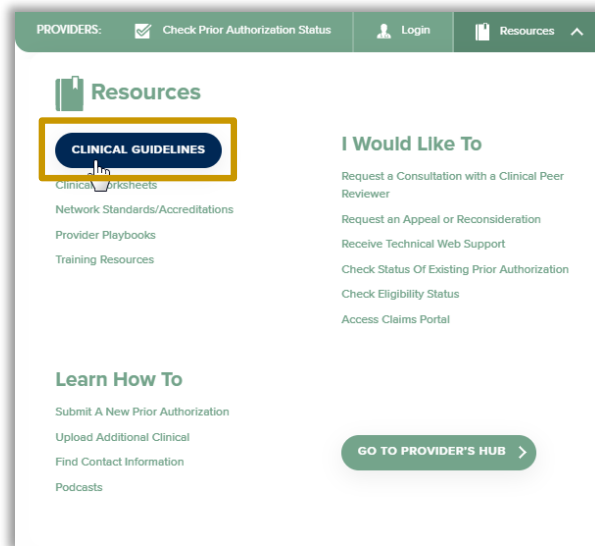 PROVIDERS:
Check Prior Authorization Status
Login
Resources
Resources
CLINICAL GUIDELINES
Clinical
Network Standards/Accreditations
Provider Playbooks
Training Resources
I Would Like To
Request a Consultation with a Clinical Peer
Reviewer
Request an Appeal or Reconsideration
Receive Technical Web Support
Check Status Of Existing Prior Authorization
Check Eligibility Status
Access Claims Portal
Learn How To
Submit A New Prior Authorization
Upload Additional Clinical
Find Contact Information
Podcasts
GO TO PROVIDER'S HUB